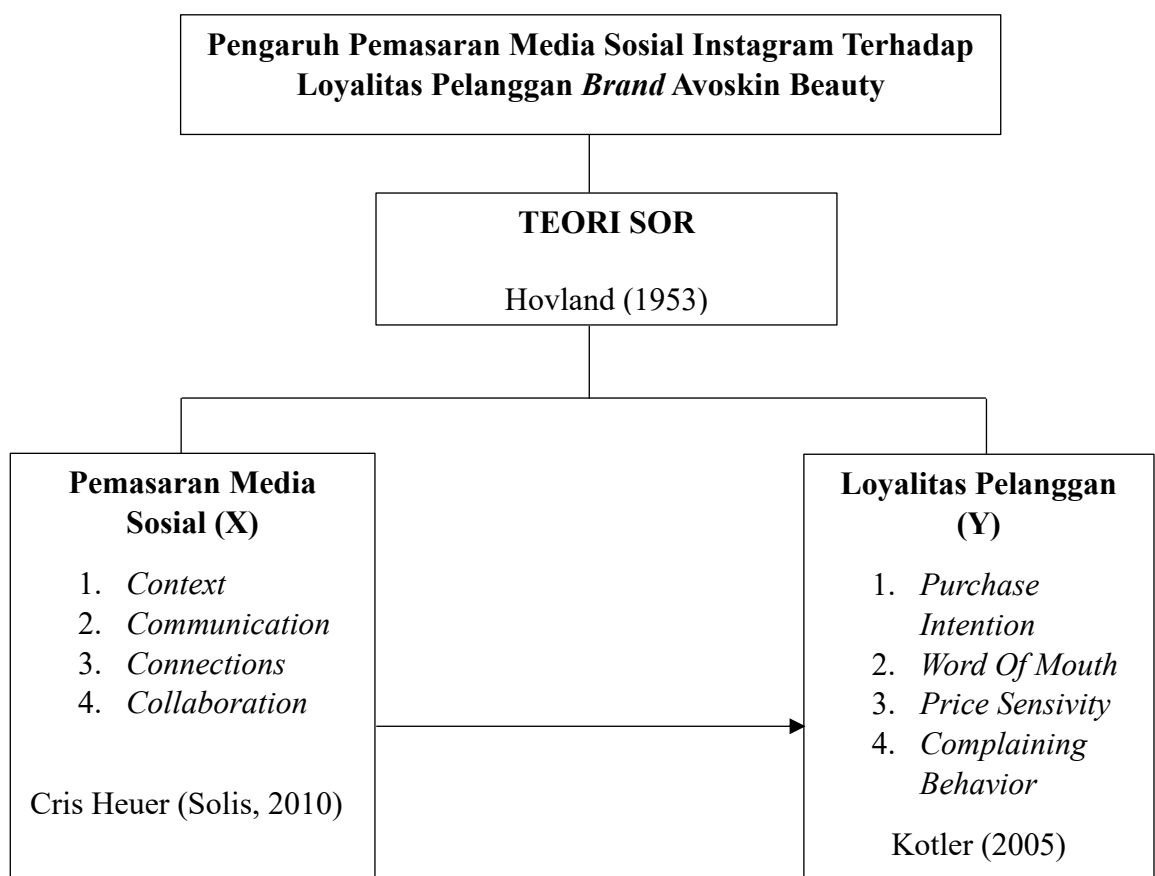 Pengaruh Pemasaran Media Sosial Instagram Terhadap
Loyalitas Pelanggan Brand Avoskin Beauty
TEORI SOR
Hovland (1953)
Pemasaran Media
Sosial (X)
1. Context
2. Communication
3. Connections
4. Collaboration
Cris Heuer (Solis, 2010)
Loyalitas Pelanggan
(Y)
1. Purchase
Intention
2. Word Of Mouth
3. Price Sensivity
4. Complaining
Behavior
Kotler (2005)